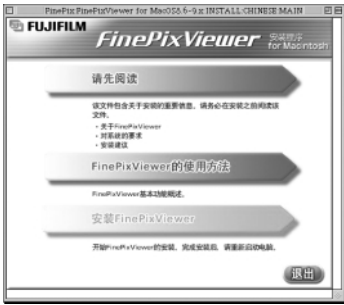 FinePix:FinePixViewer for MacOS8.6-9.x:INSTALL:CHINESE:MAIN
FUJIFILM
FinePixViewer 安装程序
for Macintosh
请先阅读
该文件包含关于安装的重要信息。请务必在安装之前阅读该
文件。
· 关于FinePixViewer
· 对系统的要求
· 安装建议
FinePixViewer的使用方法
FinePixViewer基本功能概述。
安装FinePixViewer
开始FinePixViewer的安装。完成安装后，请重新启动电脑。
退出